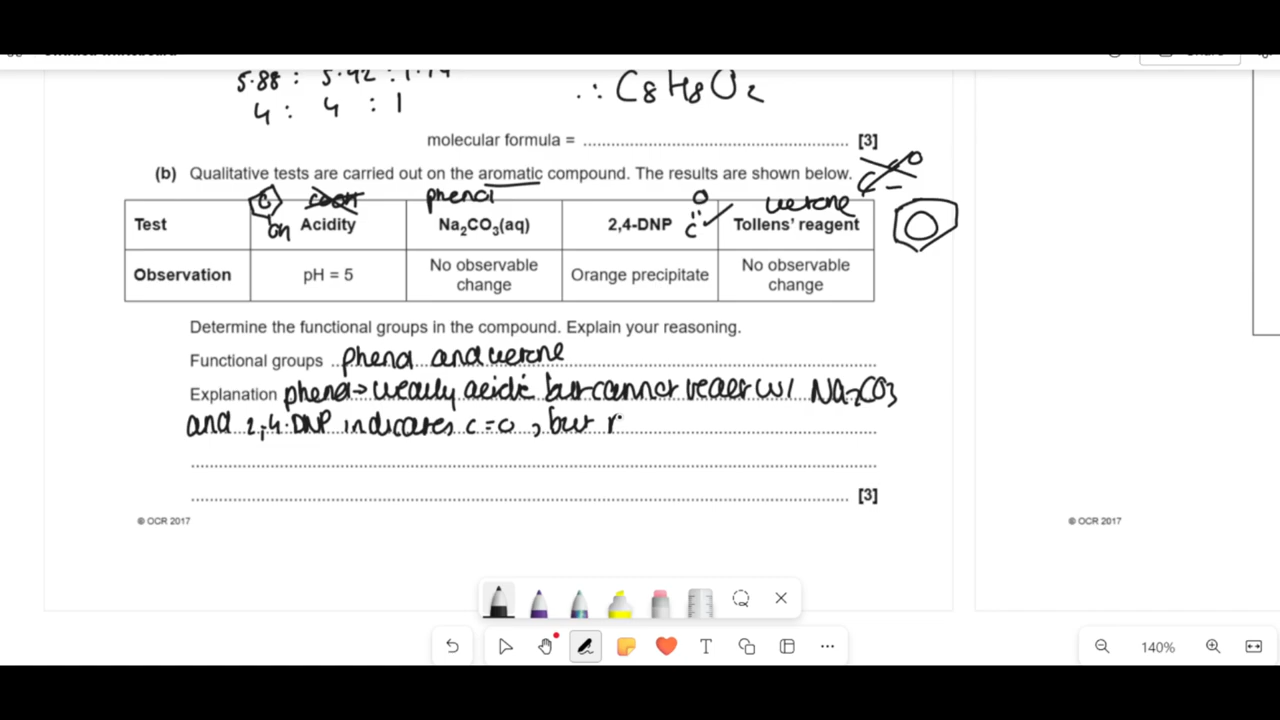 5.88 : 5.42 : 1.
4 : 4 : 1
∴ C8H8O2
molecular formula = ........................................ [3]
(b) Qualitative tests are carried out on the aromatic compound. The results are shown below.
C O
OH COOH phenol O C ketone
Test Acidity Na₂CO₃(aq) 2,4-DNP Tollens' reagent
Observation pH = 5 No observable change Orange precipitate No observable change
Determine the functional groups in the compound. Explain your reasoning.
Functional groups phenol and ketone
Explanation phenol → weakly acidic but cannot react w/ Na2CO3
and 2,4-DNP indicates C=O, but
[3]
© OCR 2017
© OCR 2017
140%